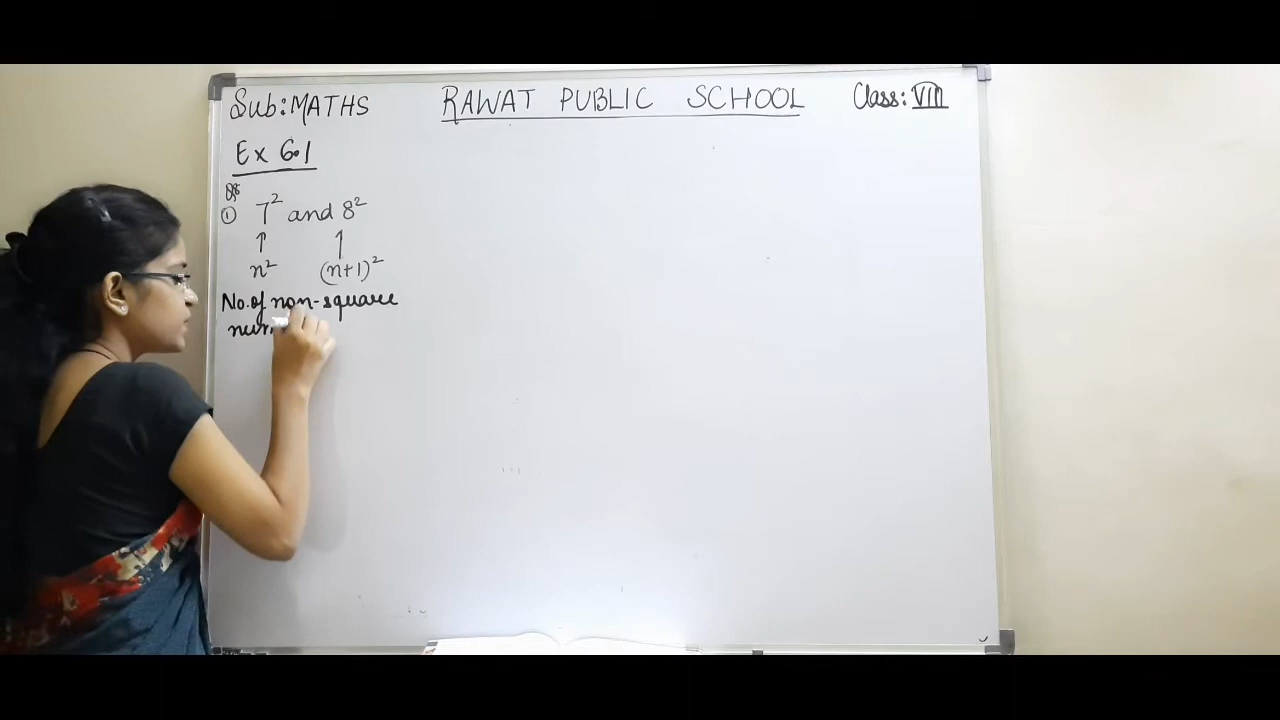 Sub: MATHS RAWAT PUBLIC SCHOOL Class: VIII
Ex 6.1
Q8
① 7² and 8²
↑ ↑
n² (n+1)²
No. of non-square